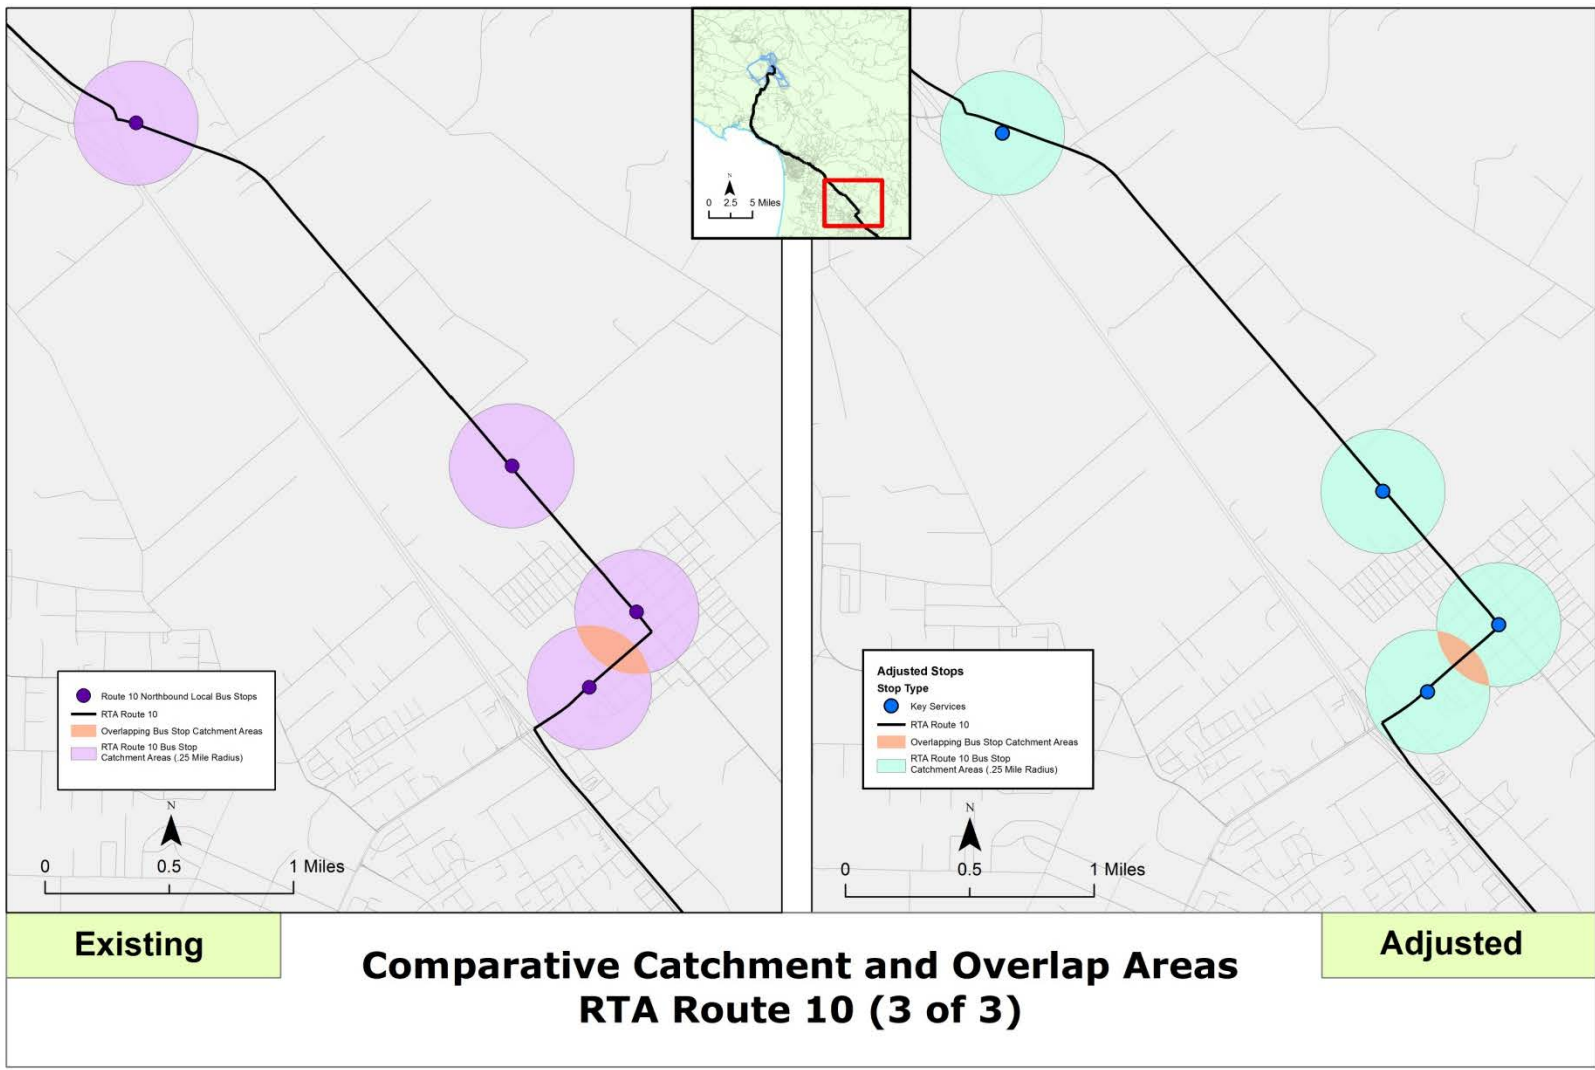 N
0 2.5 5 Miles
Route 10 Northbound Local Bus Stops
RTA Route 10
Overlapping Bus Stop Catchment Areas
RTA Route 10 Bus Stop
Catchment Areas (.25 Mile Radius)
N
0 0.5 1 Miles
Adjusted Stops
Stop Type
Key Services
RTA Route 10
Overlapping Bus Stop Catchment Areas
RTA Route 10 Bus Stop
Catchment Areas (.25 Mile Radius)
N
0 0.5 1 Miles
Existing
Adjusted
Comparative Catchment and Overlap Areas
RTA Route 10 (3 of 3)